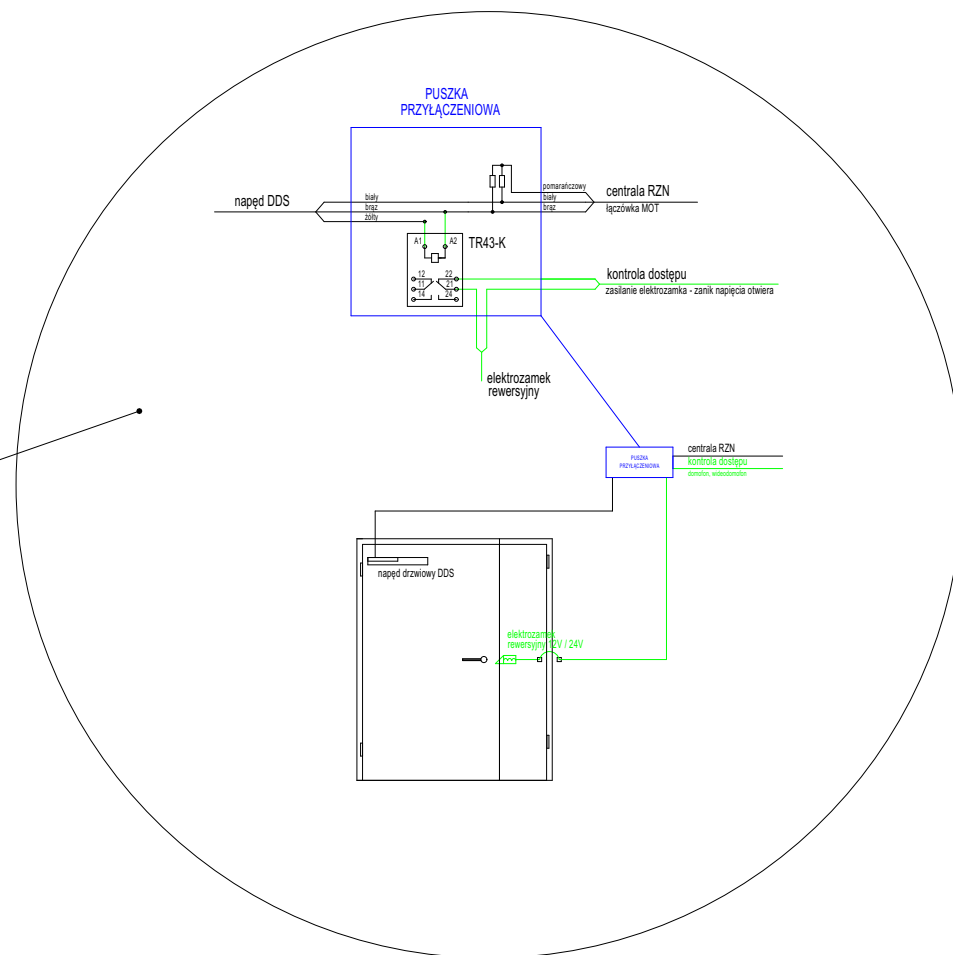 PUSZKA
PRZYŁĄCZENIOWA
napęd DDS
biały
brąz
żółty
pomarańczowy
biały
brąz
centrala RZN
łączówka MOT
A1
A2
TR43-K
12
11
14
22
21
24
kontrola dostępu
zasilanie elektrozamka - zanik napięcia otwiera
elektrozamek
rewersyjny
PUSZKA
PRZYŁĄCZENIOWA
centrala RZN
kontrola dostępu
domofon, wideodomofon
napęd drzwiowy DDS
elektrozamek
rewersyjny 12V / 24V